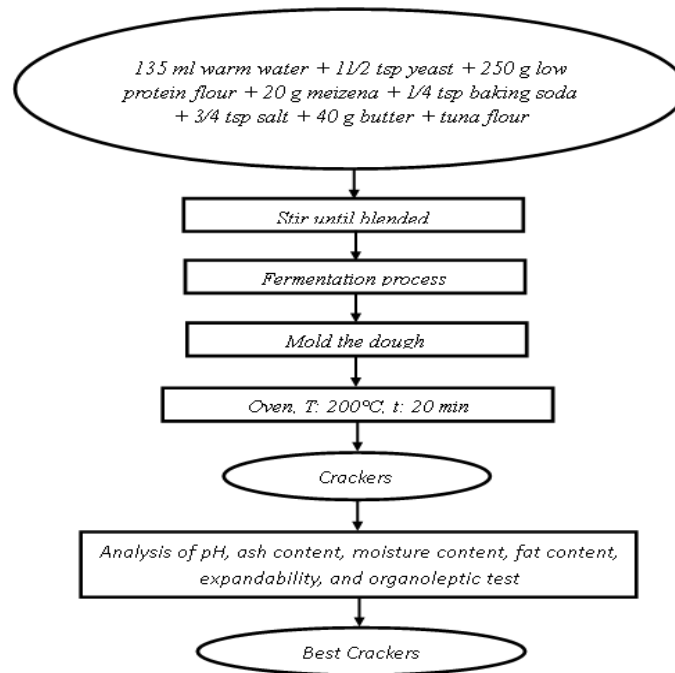 135 ml warm water + 11/2 tsp yeast + 250 g low
protein flour + 20 g meizena + 1/4 tsp baking soda
+ 3/4 tsp salt + 40 g butter + tuna flour
Stir until blended
Fermentation process
Mold the dough
Oven, T: 200°C, t: 20 min
Crackers
Analysis of pH, ash content, moisture content, fat content,
expandability, and organoleptic test
Best Crackers